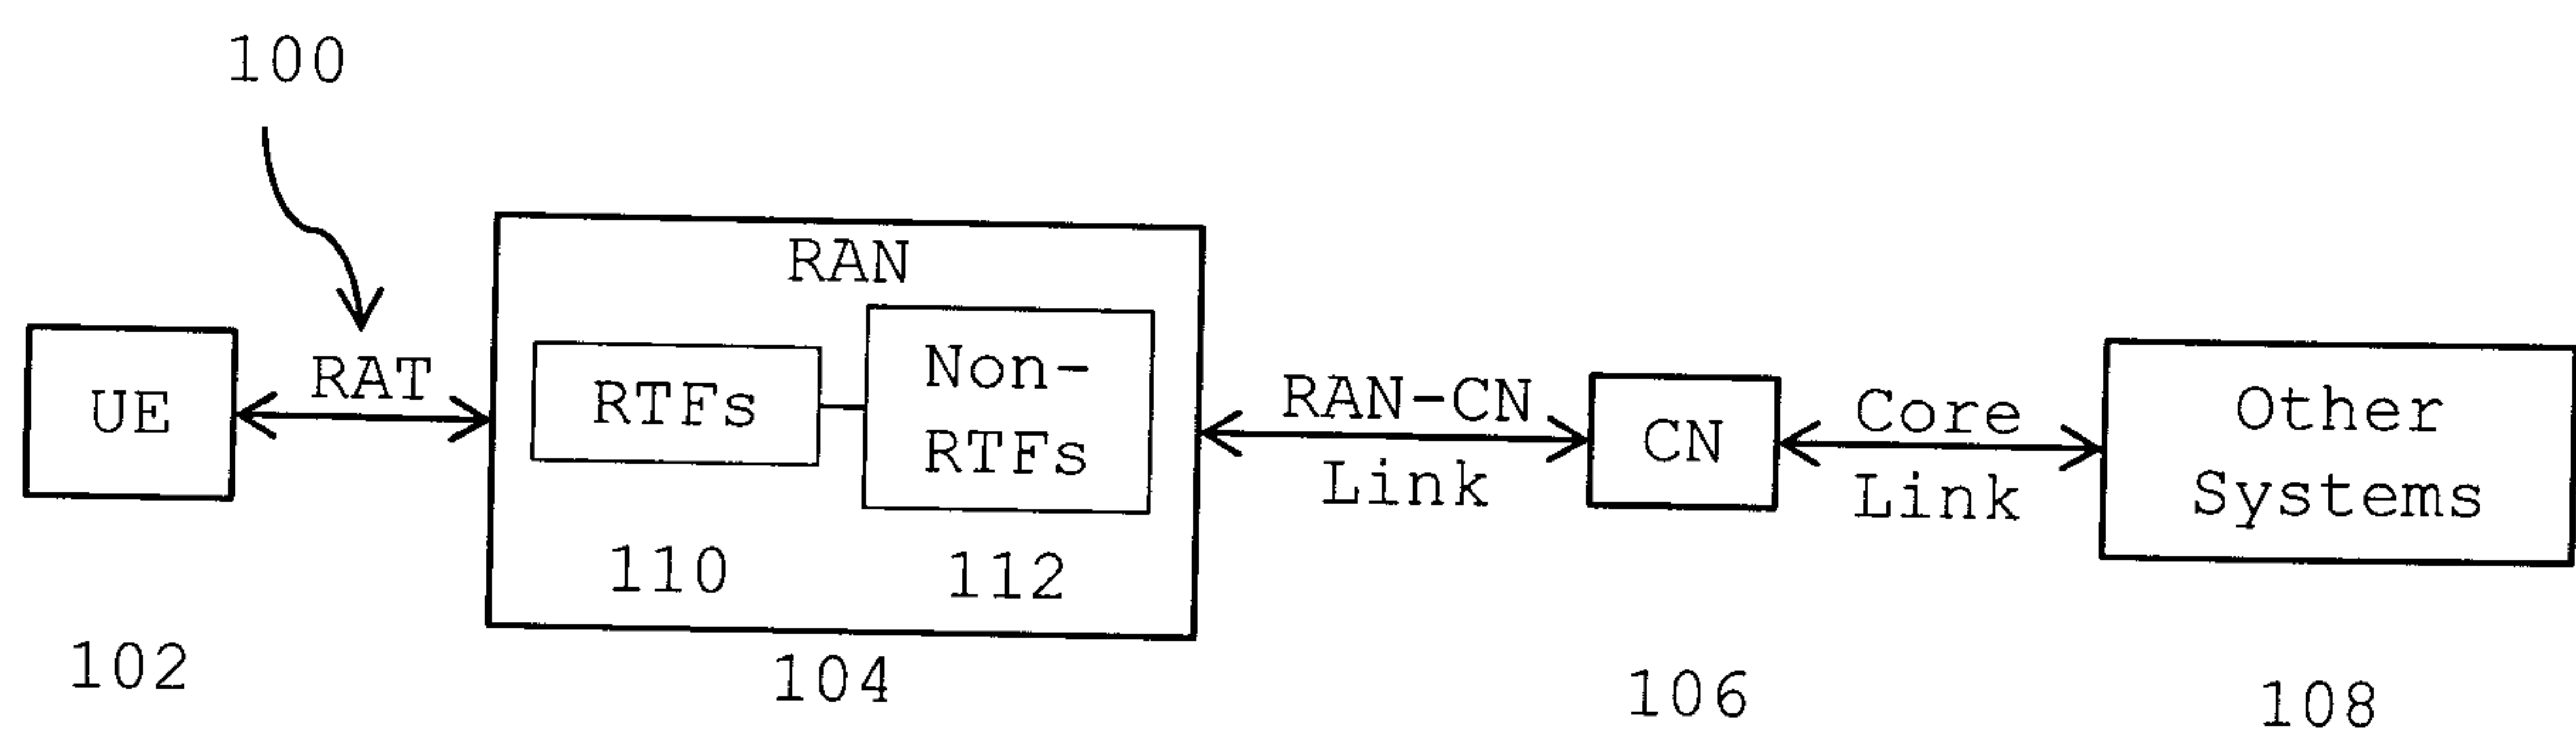 100
RAN
RAT
UE
RTFs
Non-
RTFs
RAN-CN
Link
CN
Core
Link
Other
Systems
110
112
102
104
106
108